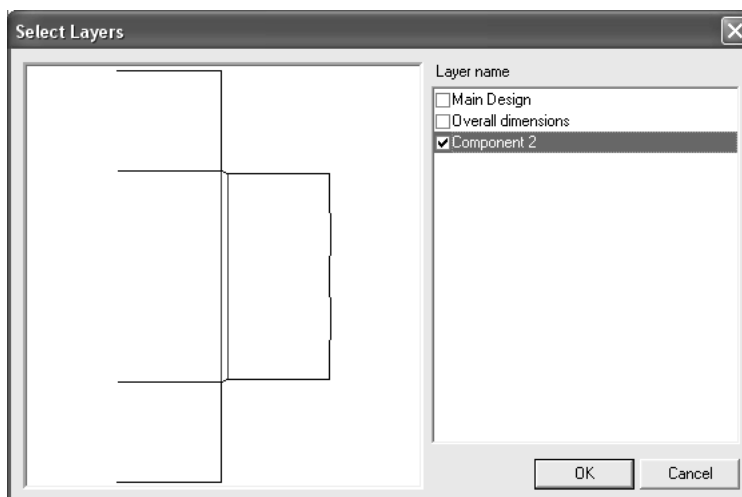 Select Layers
Layer name
Main Design
Overall dimensions
Component 2
OK
Cancel